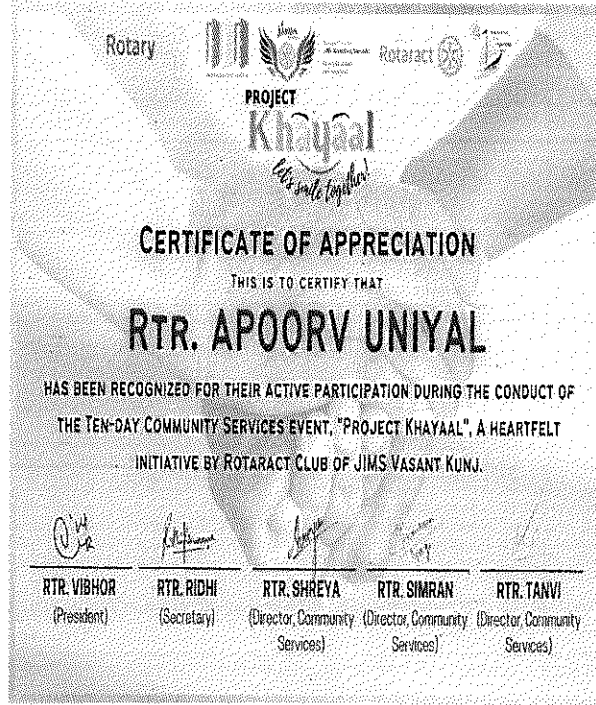 Rotary
Rotaract
PROJECT
Khayaal
let's smile together!
CERTIFICATE OF APPRECIATION
THIS IS TO CERTIFY THAT
RTR. APOORV UNIYAL
HAS BEEN RECOGNIZED FOR THEIR ACTIVE PARTICIPATION DURING THE CONDUCT OF
THE TEN-DAY COMMUNITY SERVICES EVENT, "PROJECT KHAYAAL", A HEARTFELT
INITIATIVE BY ROTARACT CLUB OF JIMS VASANT KUNJ.
RTR. VIBHOR RTR. RIDHI RTR. SHREYA RTR. SIMRAN RTR. TANVI
(President) (Secretary) (Director, Community (Director, Community (Director, Community
Services) Services) Services)